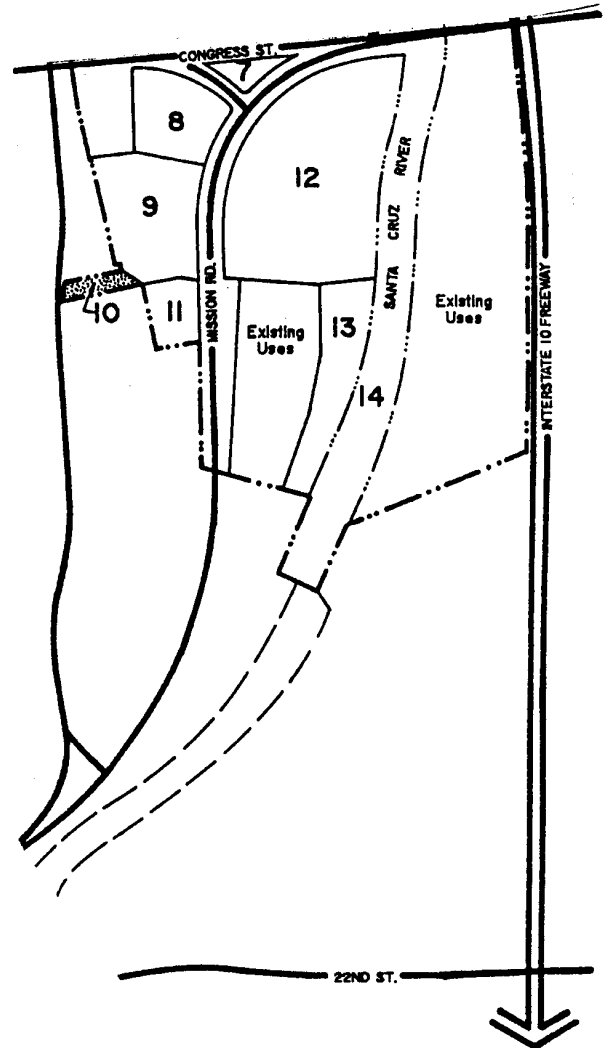 CONGRESS ST.
7
8
12
SANTA CRUZ RIVER
9
10
11
MISSION RD.
Existing
Uses
13
14
Existing
Uses
INTERSTATE 10 FREEWAY
22ND ST.